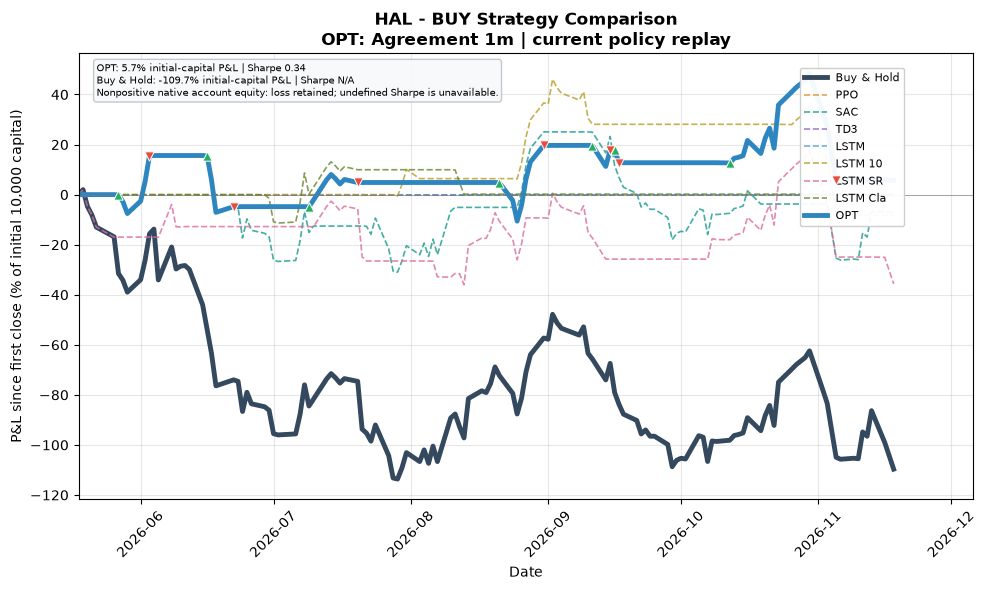 HAL - BUY Strategy Comparison
OPT: Agreement 1m | current policy replay
OPT: 5.7% initial-capital P&L | Sharpe 0.34
Buy & Hold: -109.7% initial-capital P&L | Sharpe N/A
Nonpositive native account equity: loss retained; undefined Sharpe is unavailable.
Buy & Hold
PPO
SAC
TD3
LSTM
LSTM 10
LSTM SR
LSTM Cla
OPT
P&L since first close (% of initial 10,000 capital)
40
20
0
−20
−40
−60
−80
−100
−120
2026-06
2026-07
2026-08
2026-09
2026-10
2026-11
2026-12
Date